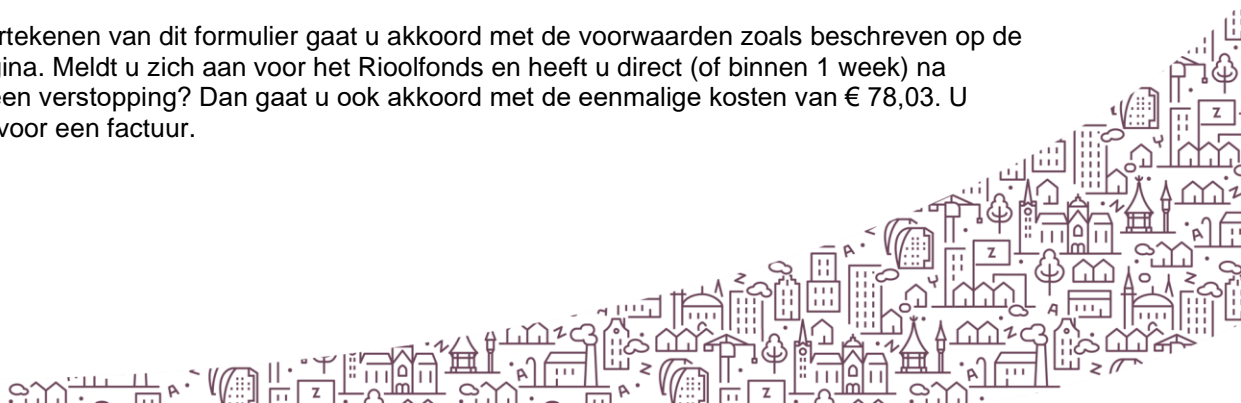 rtekenen van dit formulier gaat u akkoord met de voorwaarden zoals beschreven op de
gina. Meldt u zich aan voor het Rioolfonds en heeft u direct (of binnen 1 week) na
een verstopping? Dan gaat u ook akkoord met de eenmalige kosten van € 78,03. U
voor een factuur.